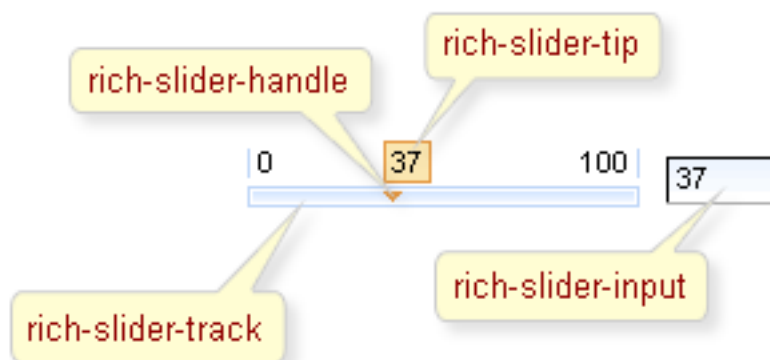 rich-slider-tip
rich-slider-handle
0 37 100
37
rich-slider-input
rich-slider-track